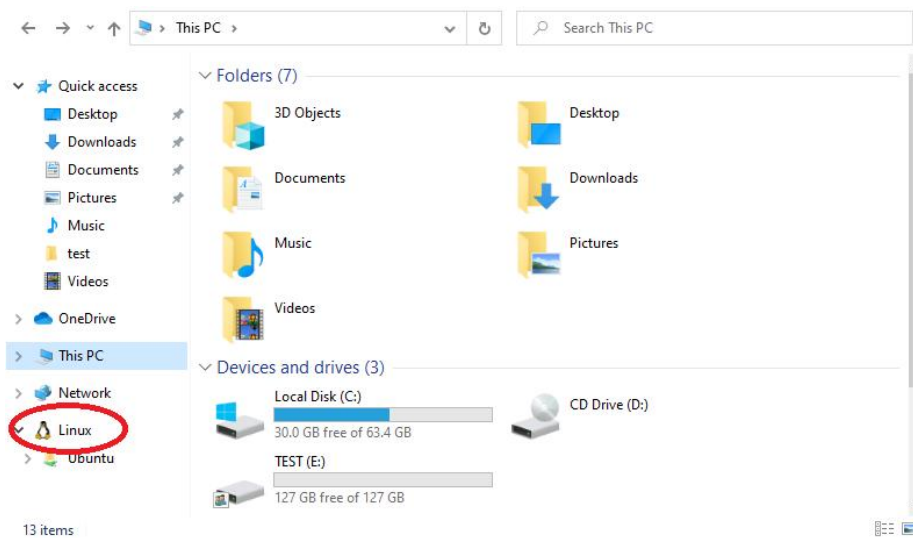 This PC
Search This PC
Quick access
Desktop
Downloads
Documents
Pictures
Music
test
Videos
OneDrive
This PC
Network
Linux
Ubuntu
Folders (7)
3D Objects
Desktop
Documents
Downloads
Music
Pictures
Videos
Devices and drives (3)
Local Disk (C:)
30.0 GB free of 63.4 GB
CD Drive (D:)
TEST (E:)
127 GB free of 127 GB
13 items